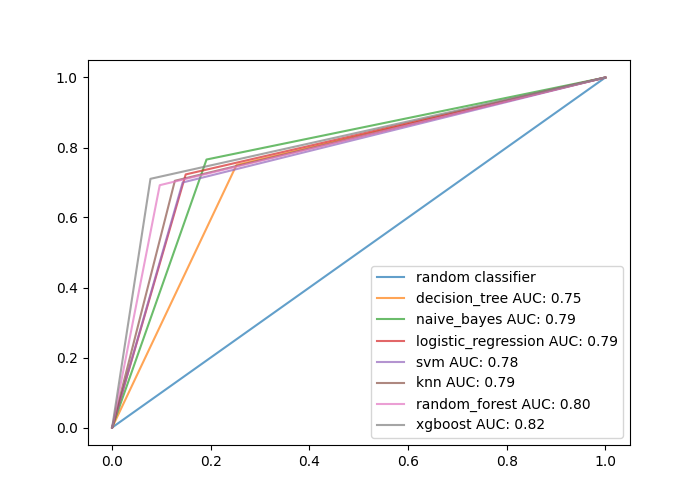 1.0
0.8
0.6
0.4
0.2
0.0
random classifier
decision_tree AUC: 0.75
naive_bayes AUC: 0.79
logistic_regression AUC: 0.79
svm AUC: 0.78
knn AUC: 0.79
random_forest AUC: 0.80
xgboost AUC: 0.82
0.0 0.2 0.4 0.6 0.8 1.0